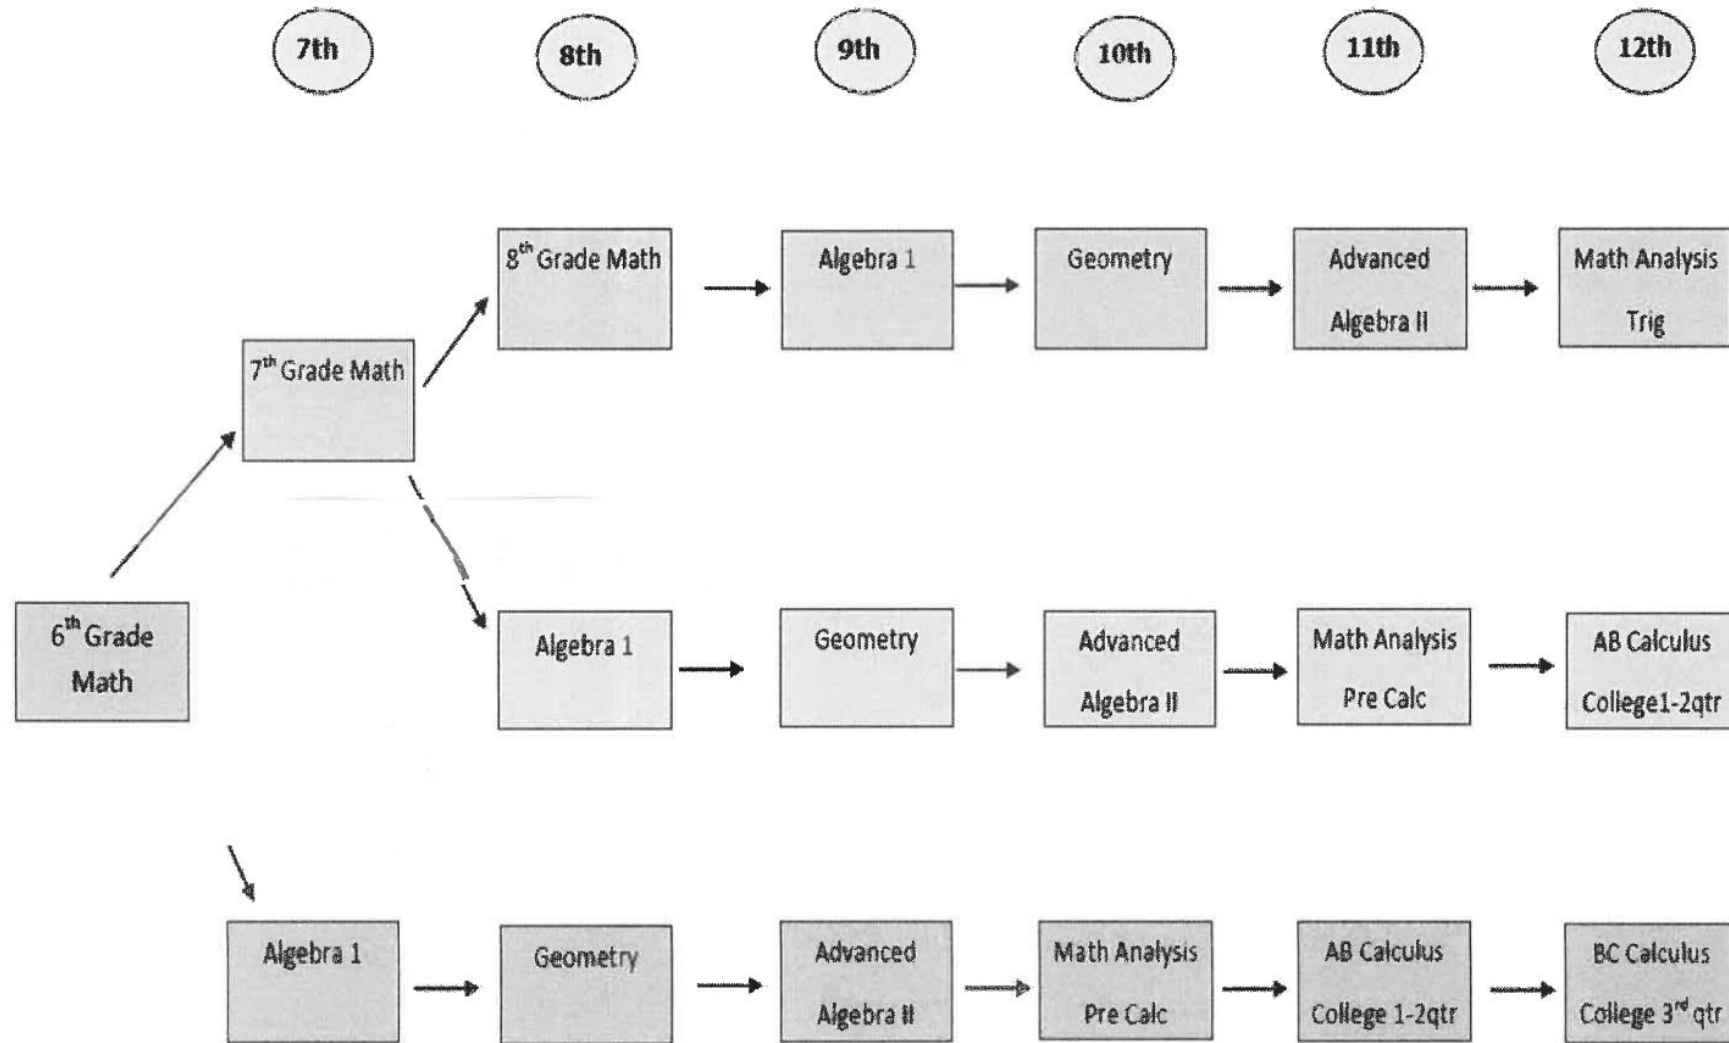 7th
8th
9th
10th
11th
12th
8th Grade Math
Algebra 1
Geometry
Advanced
Algebra II
Math Analysis
Trig
7th Grade Math
6th Grade
Math
Algebra 1
Geometry
Advanced
Algebra II
Math Analysis
Pre Calc
AB Calculus
College1-2qtr
Algebra 1
Geometry
Advanced
Algebra II
Math Analysis
Pre Calc
AB Calculus
College 1-2qtr
BC Calculus
College 3rd qtr